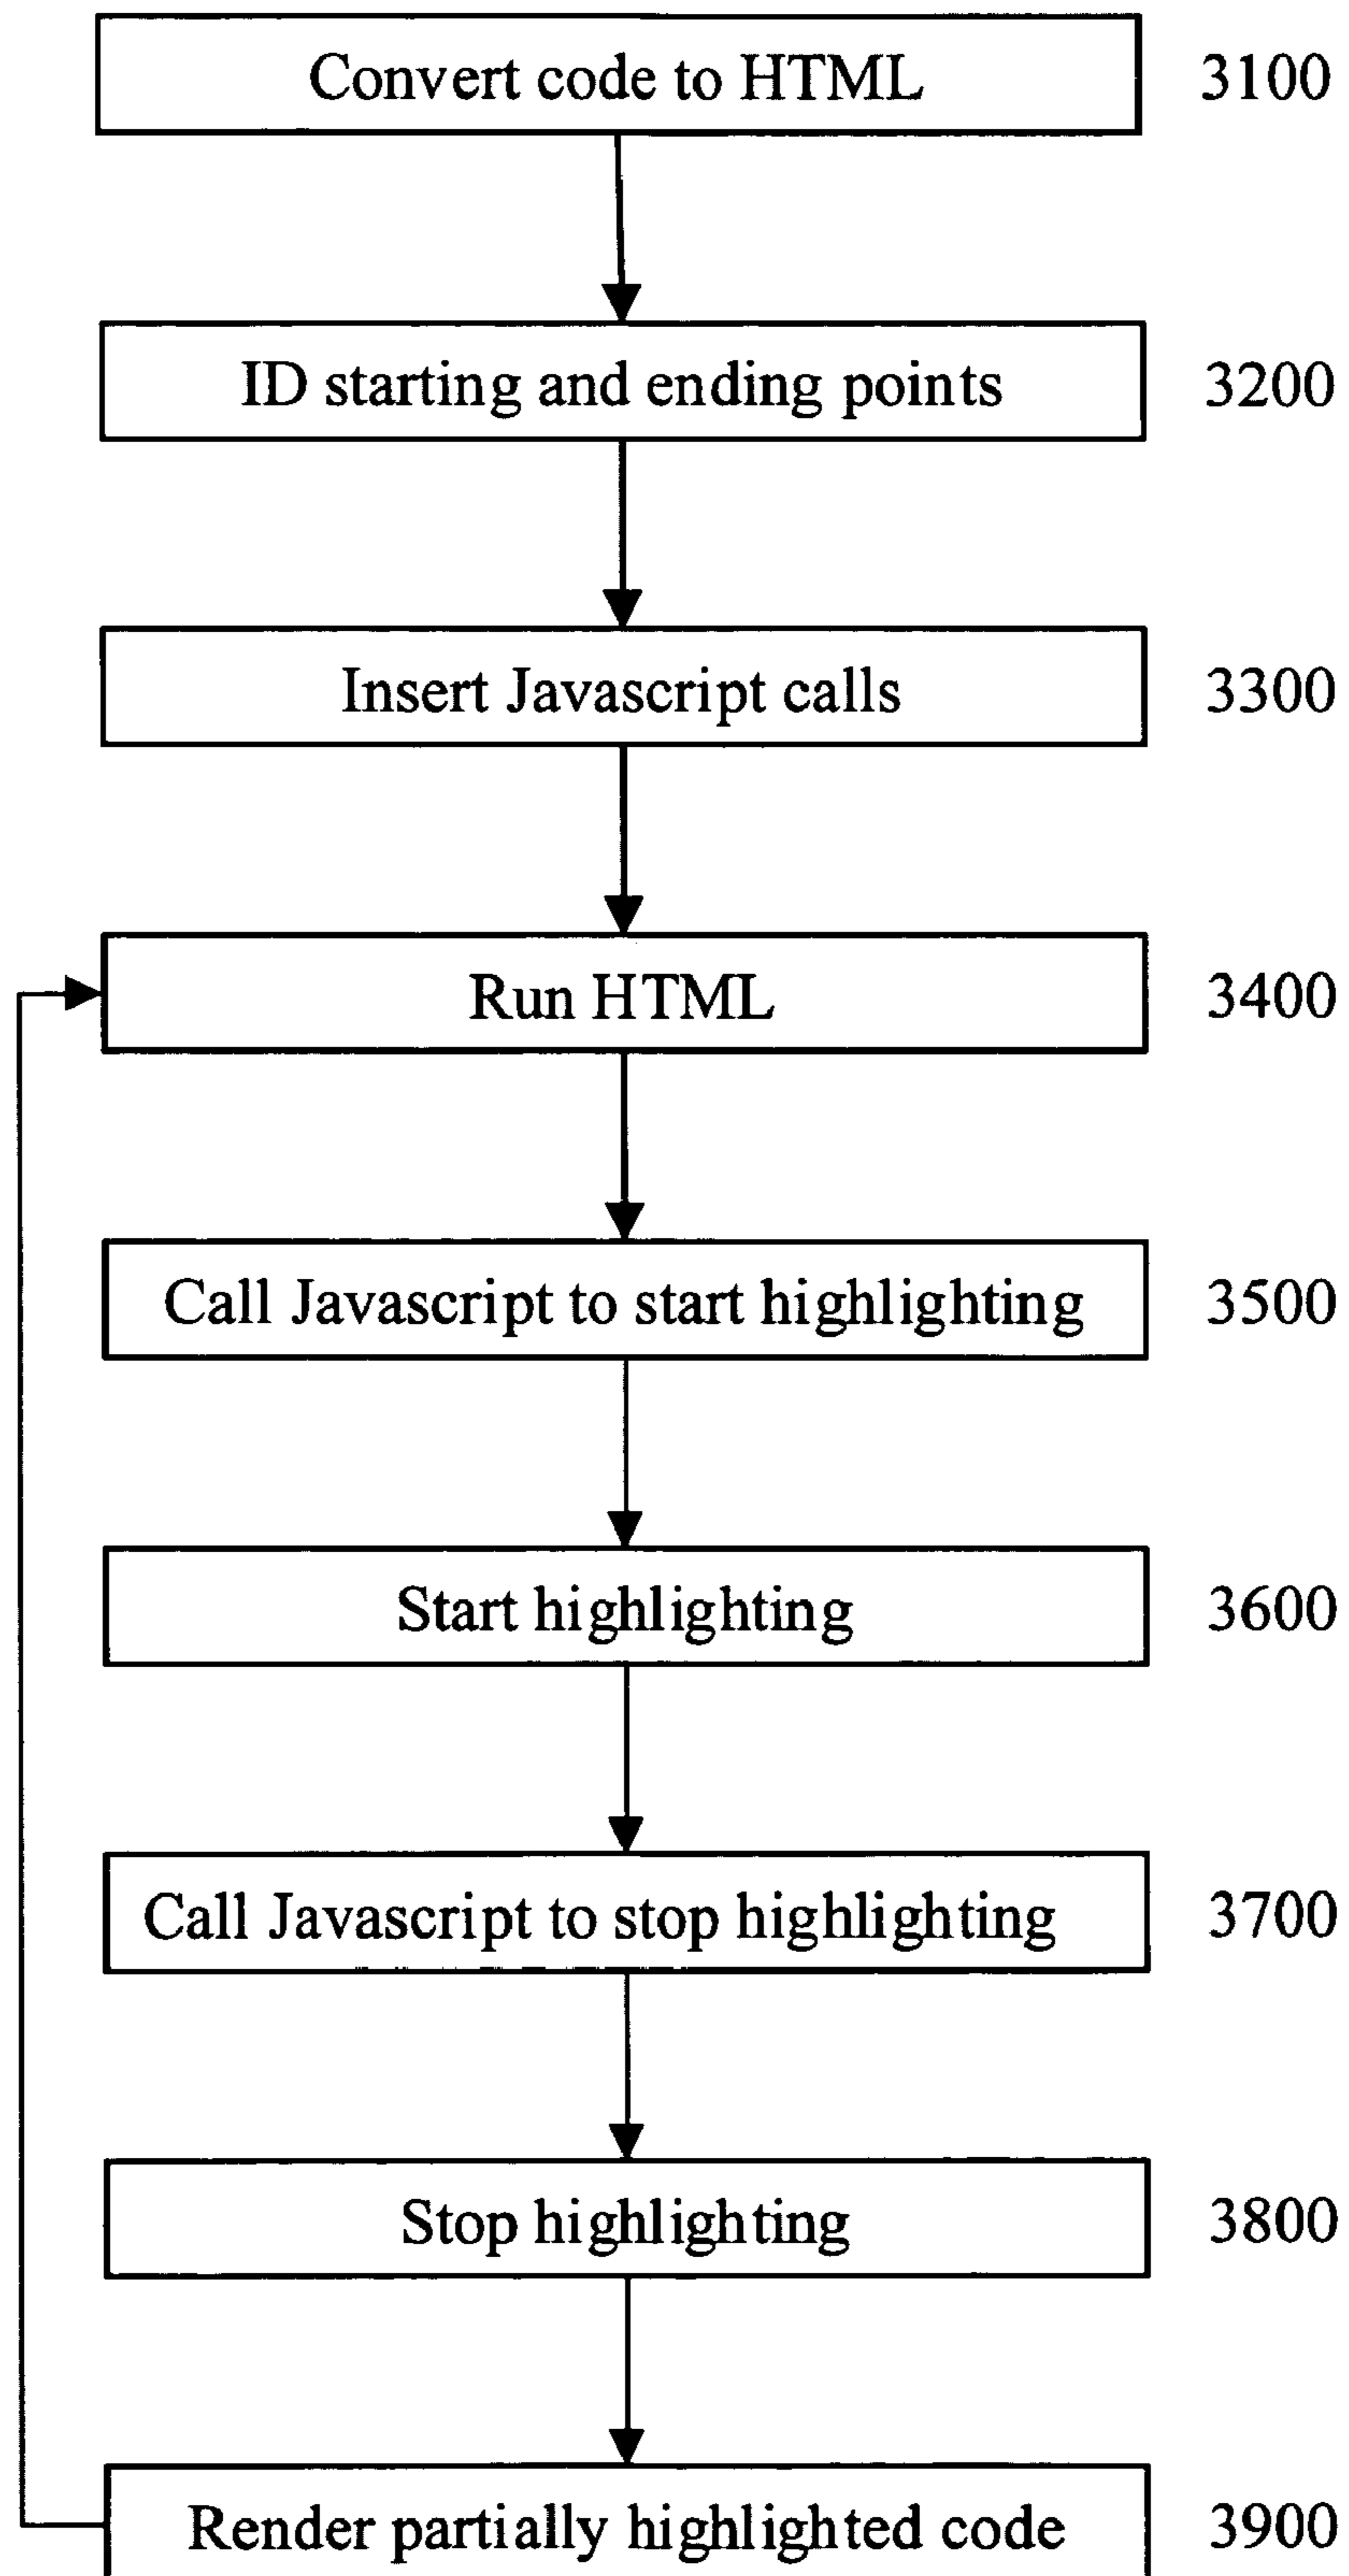 Convert code to HTML 3100
ID starting and ending points 3200
Insert Javascript calls 3300
Run HTML 3400
Call Javascript to start highlighting 3500
Start highlighting 3600
Call Javascript to stop highlighting 3700
Stop highlighting 3800
Render partially highlighted code 3900